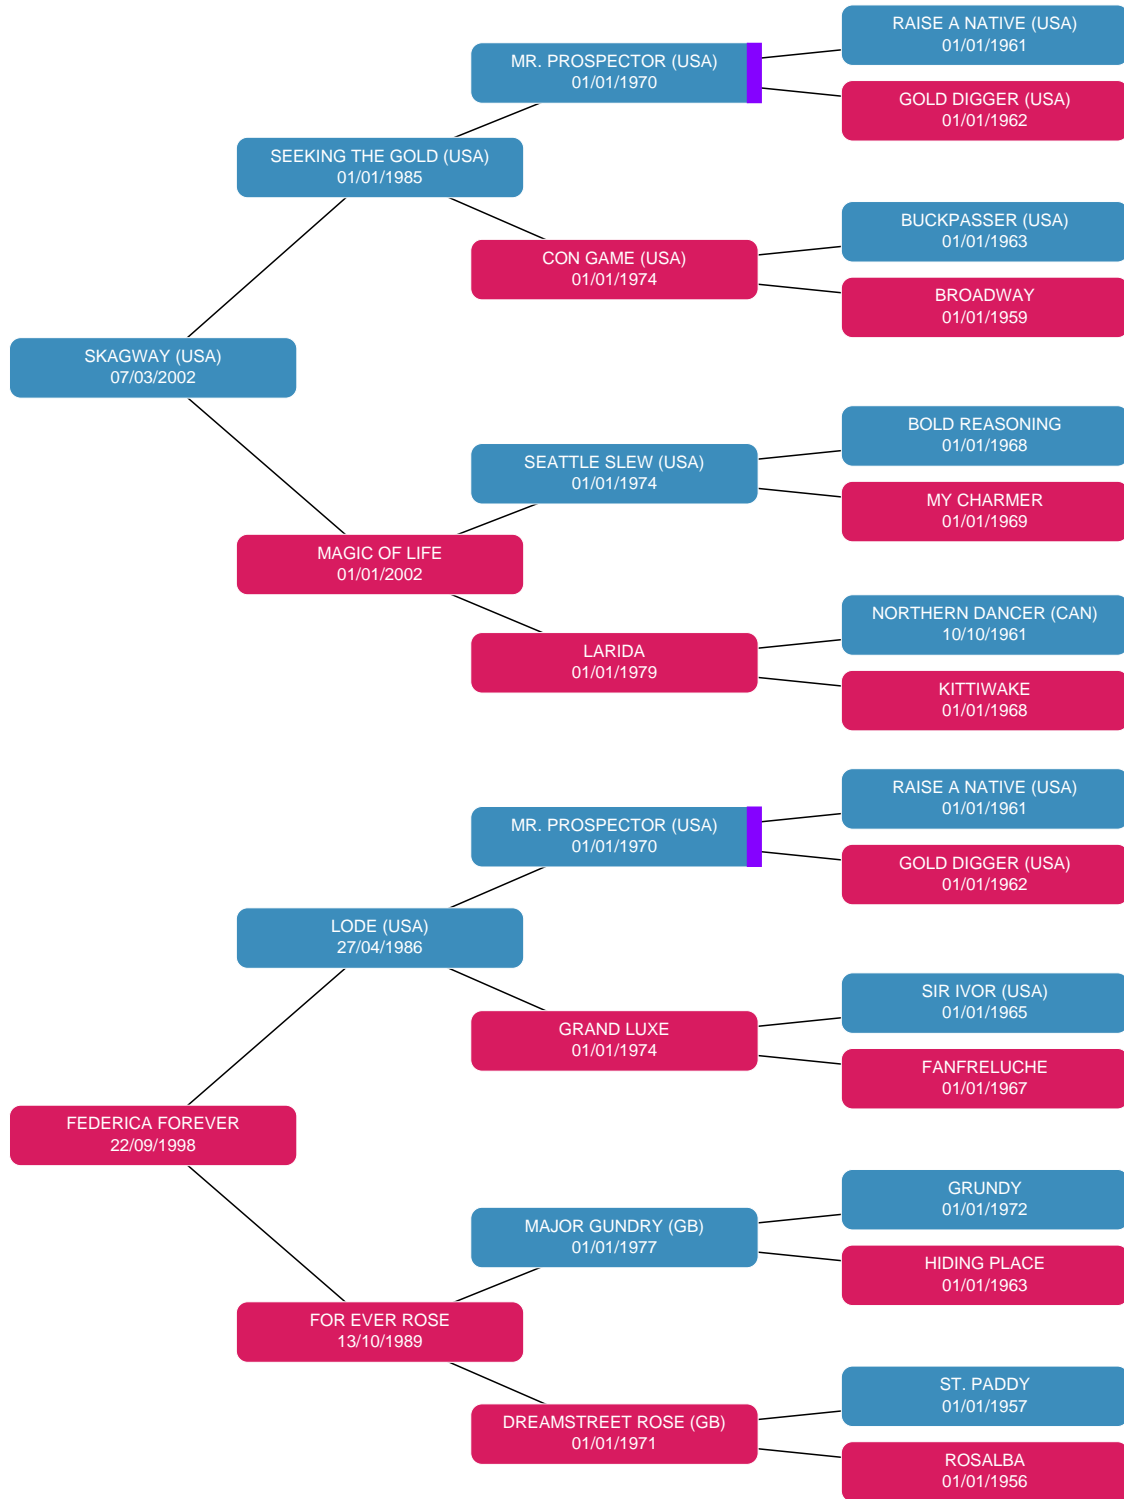 RAISE A NATIVE (USA)
01/01/1961
MR. PROSPECTOR (USA)
01/01/1970
GOLD DIGGER (USA)
01/01/1962
SEEKING THE GOLD (USA)
01/01/1985
BUCKPASSER (USA)
01/01/1963
CON GAME (USA)
01/01/1974
BROADWAY
01/01/1959
SKAGWAY (USA)
07/03/2002
BOLD REASONING
01/01/1968
SEATTLE SLEW (USA)
01/01/1974
MY CHARMER
01/01/1969
MAGIC OF LIFE
01/01/2002
NORTHERN DANCER (CAN)
10/10/1961
LARIDA
01/01/1979
KITTIWAKE
01/01/1968
RAISE A NATIVE (USA)
01/01/1961
MR. PROSPECTOR (USA)
01/01/1970
GOLD DIGGER (USA)
01/01/1962
LODE (USA)
27/04/1986
SIR IVOR (USA)
01/01/1965
GRAND LUXE
01/01/1974
FANFRELUCHE
01/01/1967
FEDERICA FOREVER
22/09/1998
GRUNDY
01/01/1972
MAJOR GUNDRY (GB)
01/01/1977
HIDING PLACE
01/01/1963
FOR EVER ROSE
13/10/1989
ST. PADDY
01/01/1957
DREAMSTREET ROSE (GB)
01/01/1971
ROSALBA
01/01/1956